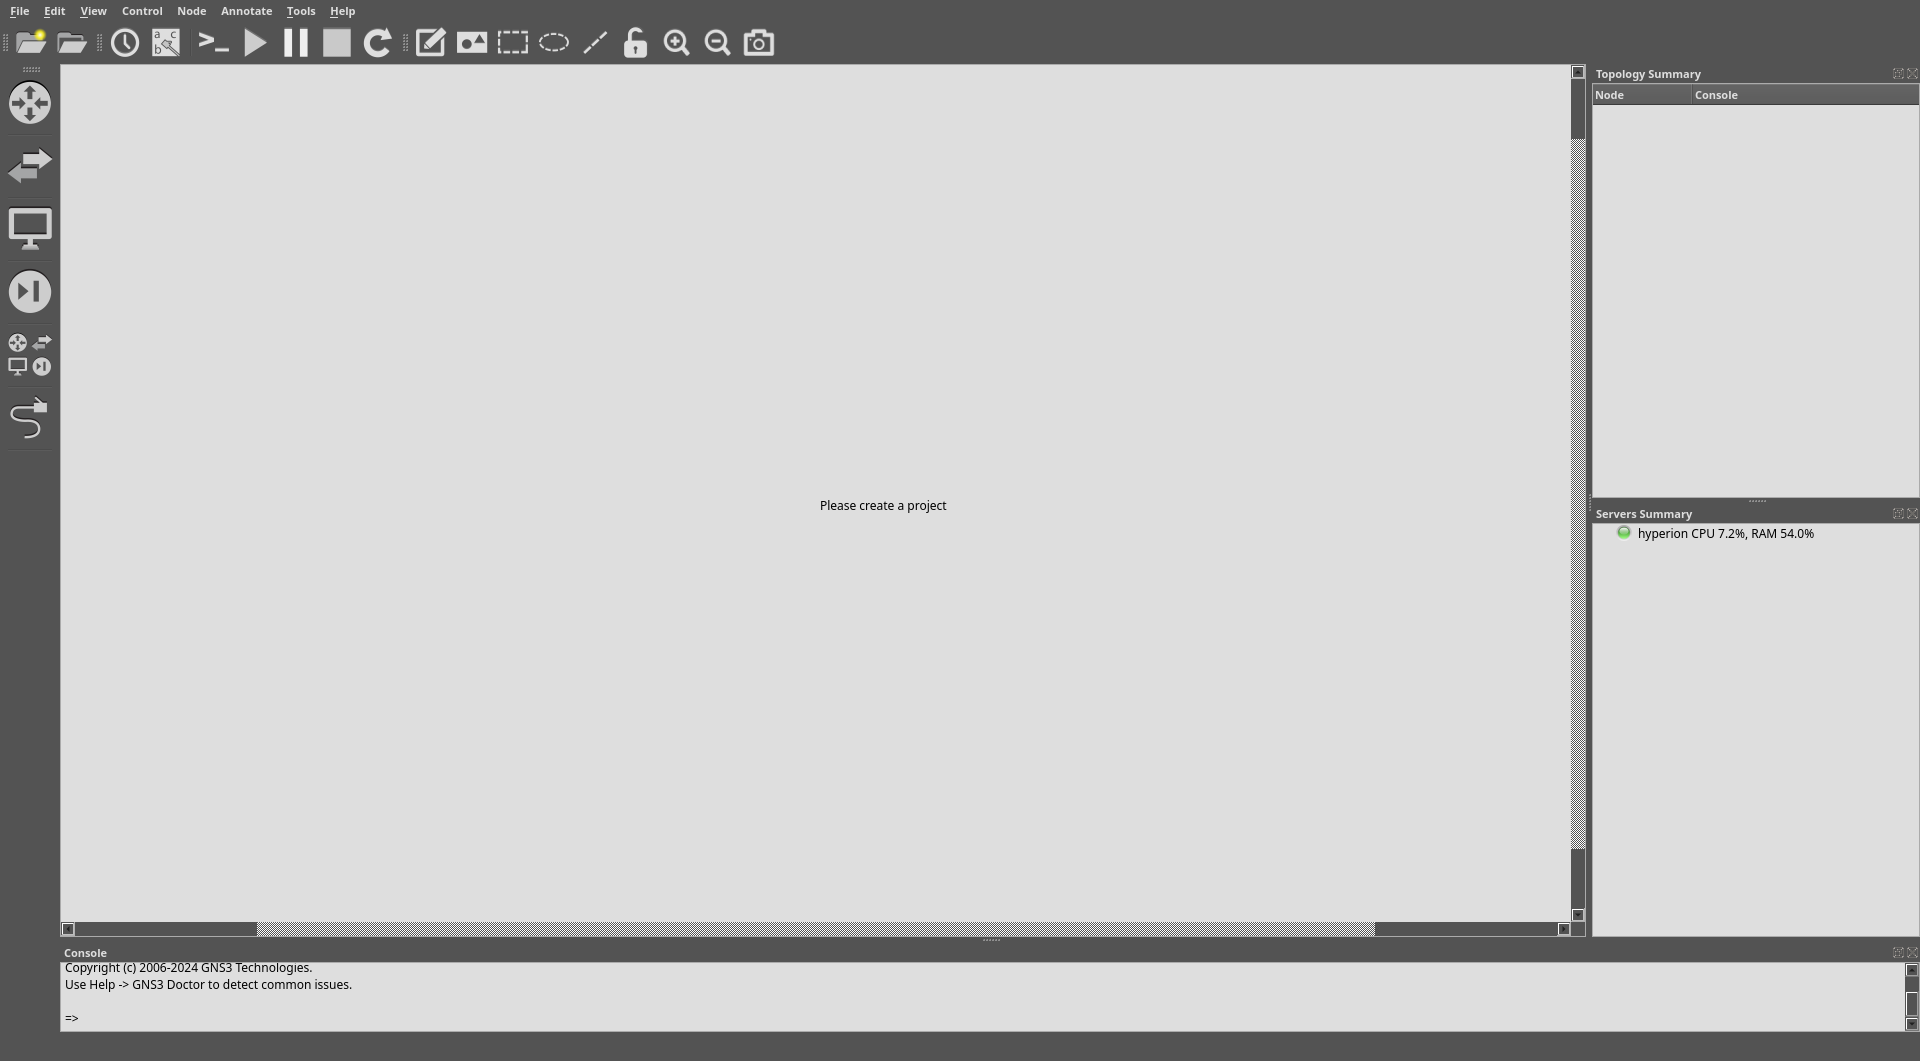 File Edit View Control Node Annotate Tools Help
a c
b
>_
Topology Summary
Node Console
Please create a project
Servers Summary
hyperion CPU 7.2%, RAM 54.0%
Console
Copyright (c) 2006-2024 GNS3 Technologies.
Use Help -> GNS3 Doctor to detect common issues.
=>